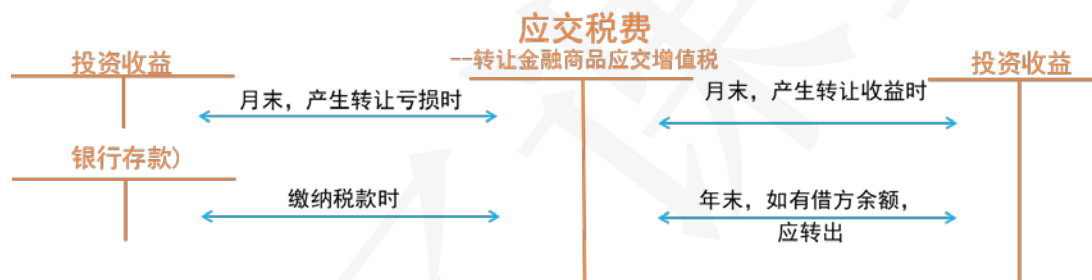 应交税费
--转让金融商品应交增值税
投资收益
投资收益
月末，产生转让亏损时
月末，产生转让收益时
银行存款)
缴纳税款时
年末，如有借方余额，
应转出